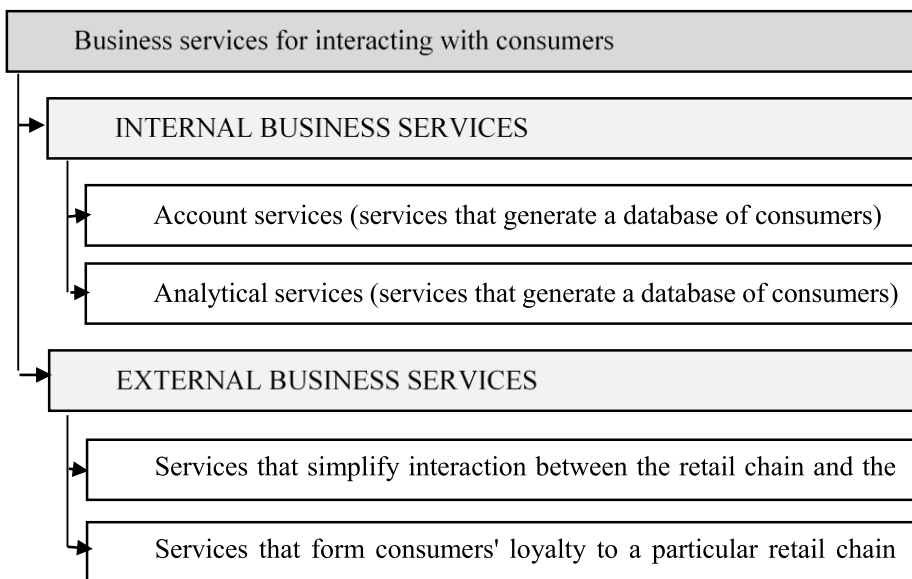 Business services for interacting with consumers
INTERNAL BUSINESS SERVICES
Account services (services that generate a database of consumers)
Analytical services (services that generate a database of consumers)
EXTERNAL BUSINESS SERVICES
Services that simplify interaction between the retail chain and the
Services that form consumers' loyalty to a particular retail chain